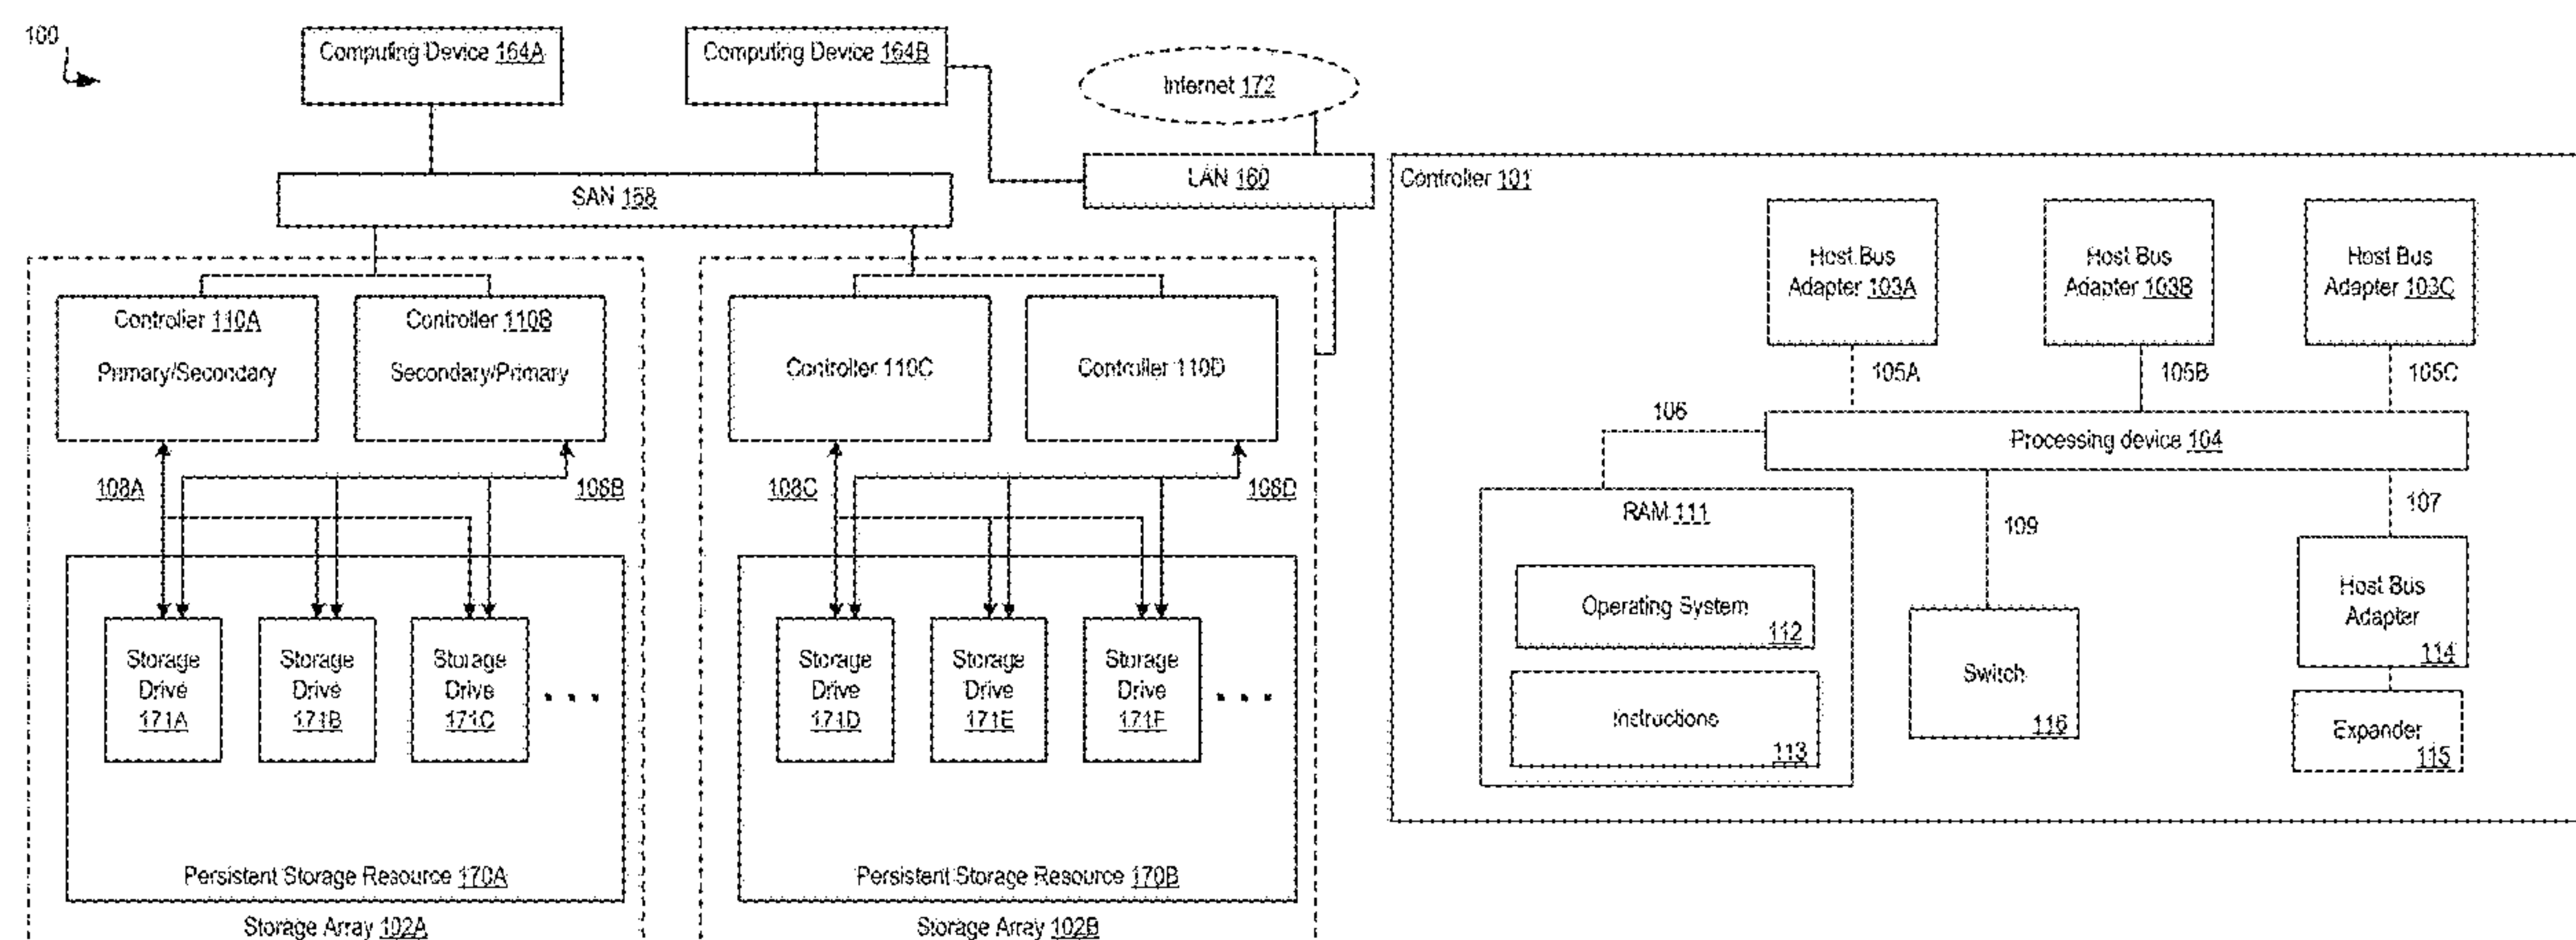 100
Computing Device 164A
Computing Device 164B
Internet 172
SAN 158
LAN 160
Controller 110A
Primary/Secondary
Controller 110B
Secondary/Primary
Controller 110C
Controller 110D
108A
108B
108C
108D
Storage
Drive
171A
Storage
Drive
171B
Storage
Drive
171C
...
Storage
Drive
171D
Storage
Drive
171E
Storage
Drive
171F
...
Persistent Storage Resource 170A
Persistent Storage Resource 170B
Storage Array 102A
Storage Array 102B
Controller 101
Host Bus
Adapter 103A
Host Bus
Adapter 103B
Host Bus
Adapter 103C
105A
105B
105C
106
Processing device 104
107
109
RAM 111
Operating System
112
Instructions
113
Switch
116
Host Bus
Adapter
114
Expander
115